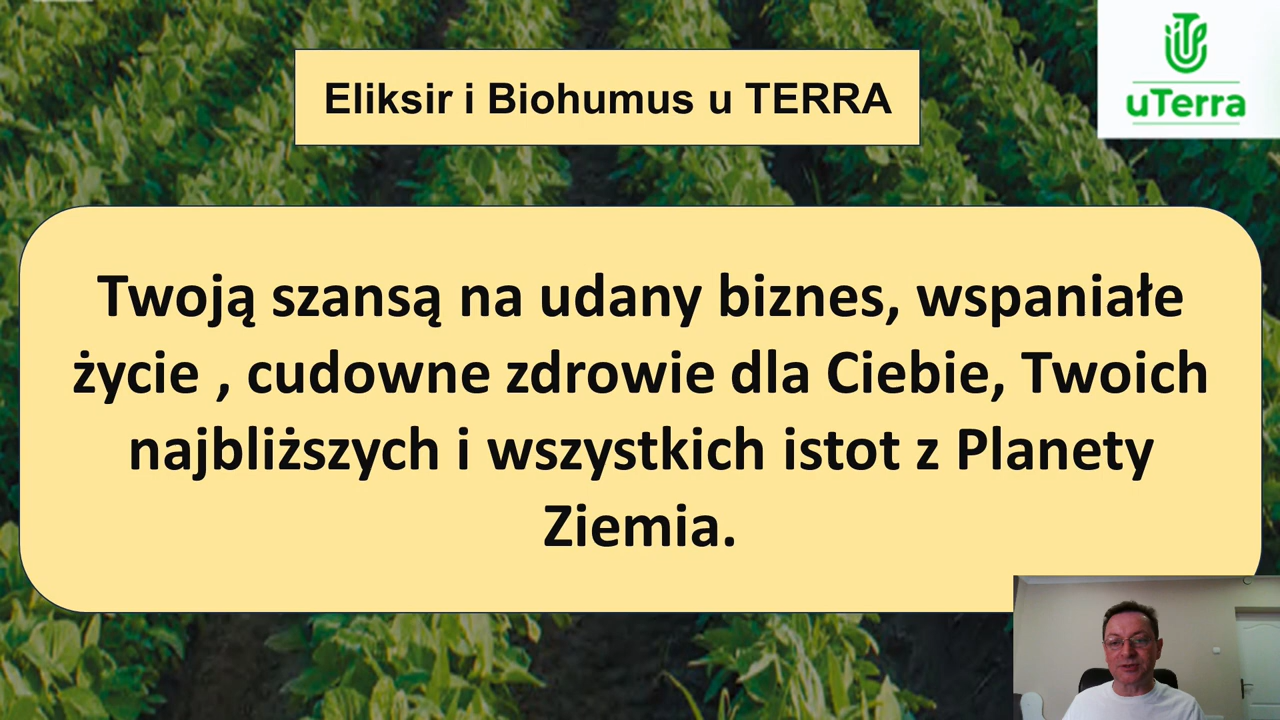 Eliksir i Biohumus u TERRA
uTerra
Twoją szansą na udany biznes, wspaniałe
życie , cudowne zdrowie dla Ciebie, Twoich
najbliższych i wszystkich istot z Planety
Ziemia.